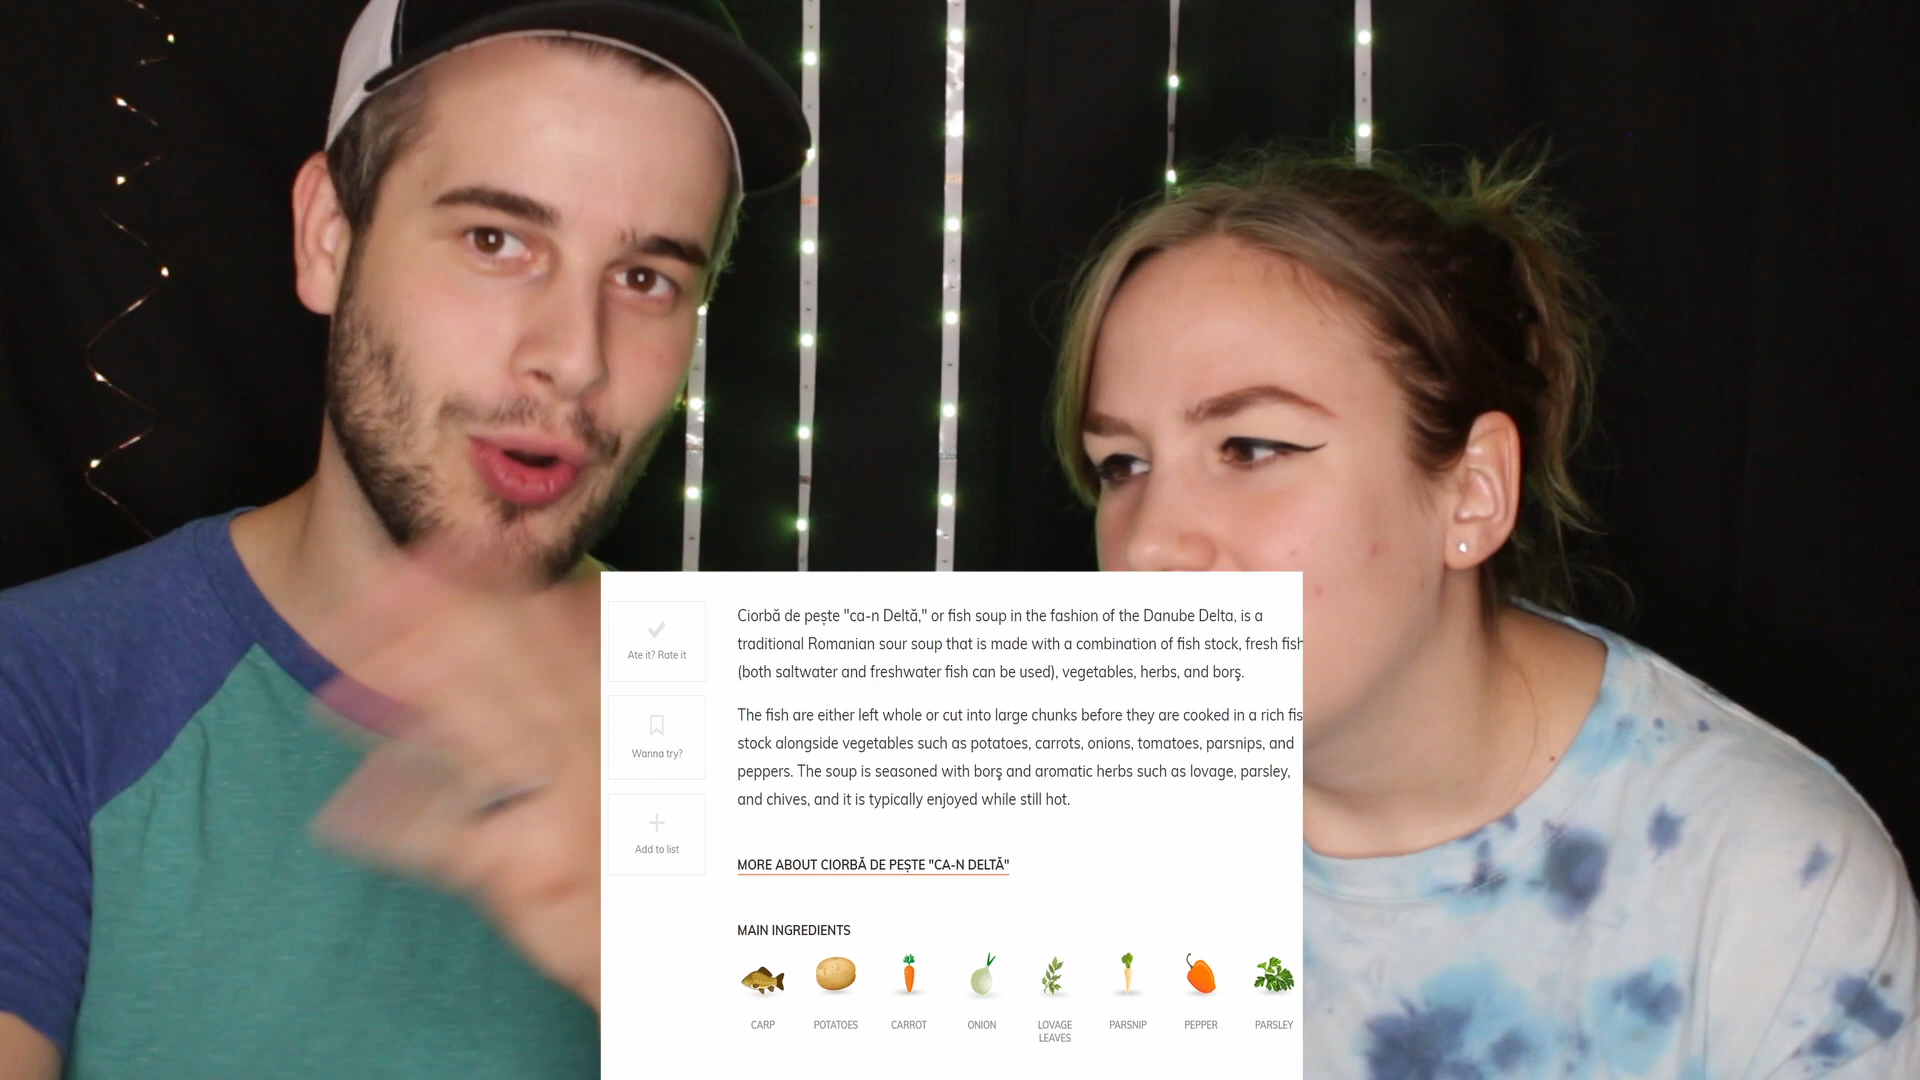 Ate it? Rate it
Wanna try?
Add to list
Ciorbă de pește "ca-n Deltă," or fish soup in the fashion of the Danube Delta, is a
traditional Romanian sour soup that is made with a combination of fish stock, fresh fish
(both saltwater and freshwater fish can be used), vegetables, herbs, and borş.
The fish are either left whole or cut into large chunks before they are cooked in a rich fis
stock alongside vegetables such as potatoes, carrots, onions, tomatoes, parsnips, and
peppers. The soup is seasoned with borş and aromatic herbs such as lovage, parsley,
and chives, and it is typically enjoyed while still hot.
MORE ABOUT CIORBĂ DE PEȘTE "CA-N DELTĂ"
MAIN INGREDIENTS
CARP
POTATOES
CARROT
ONION
LOVAGE
LEAVES
PARSNIP
PEPPER
PARSLEY